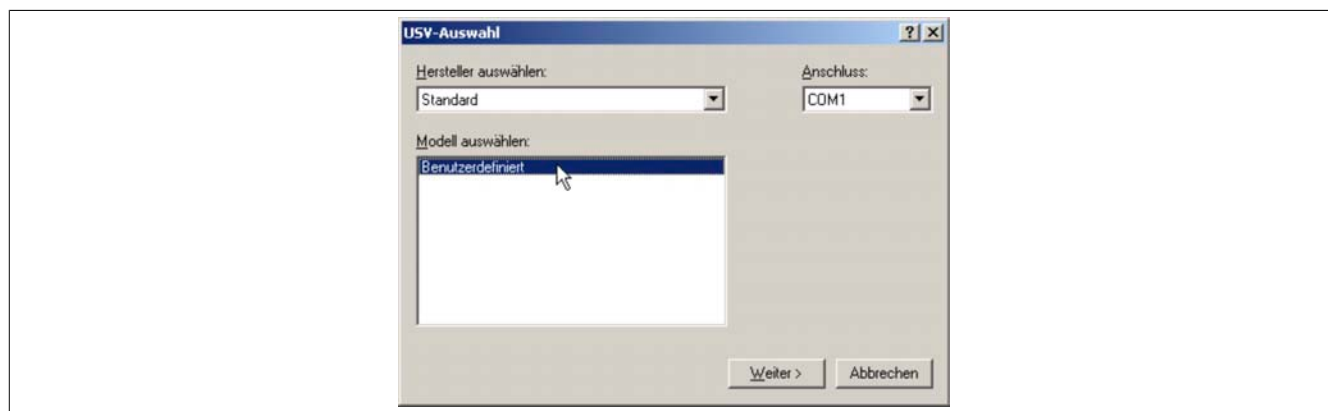 USV-Auswahl
Hersteller auswählen:
Anschluss:
Standard
COM1
Modell auswählen:
Benutzerdefiniert
Weiter >
Abbrechen